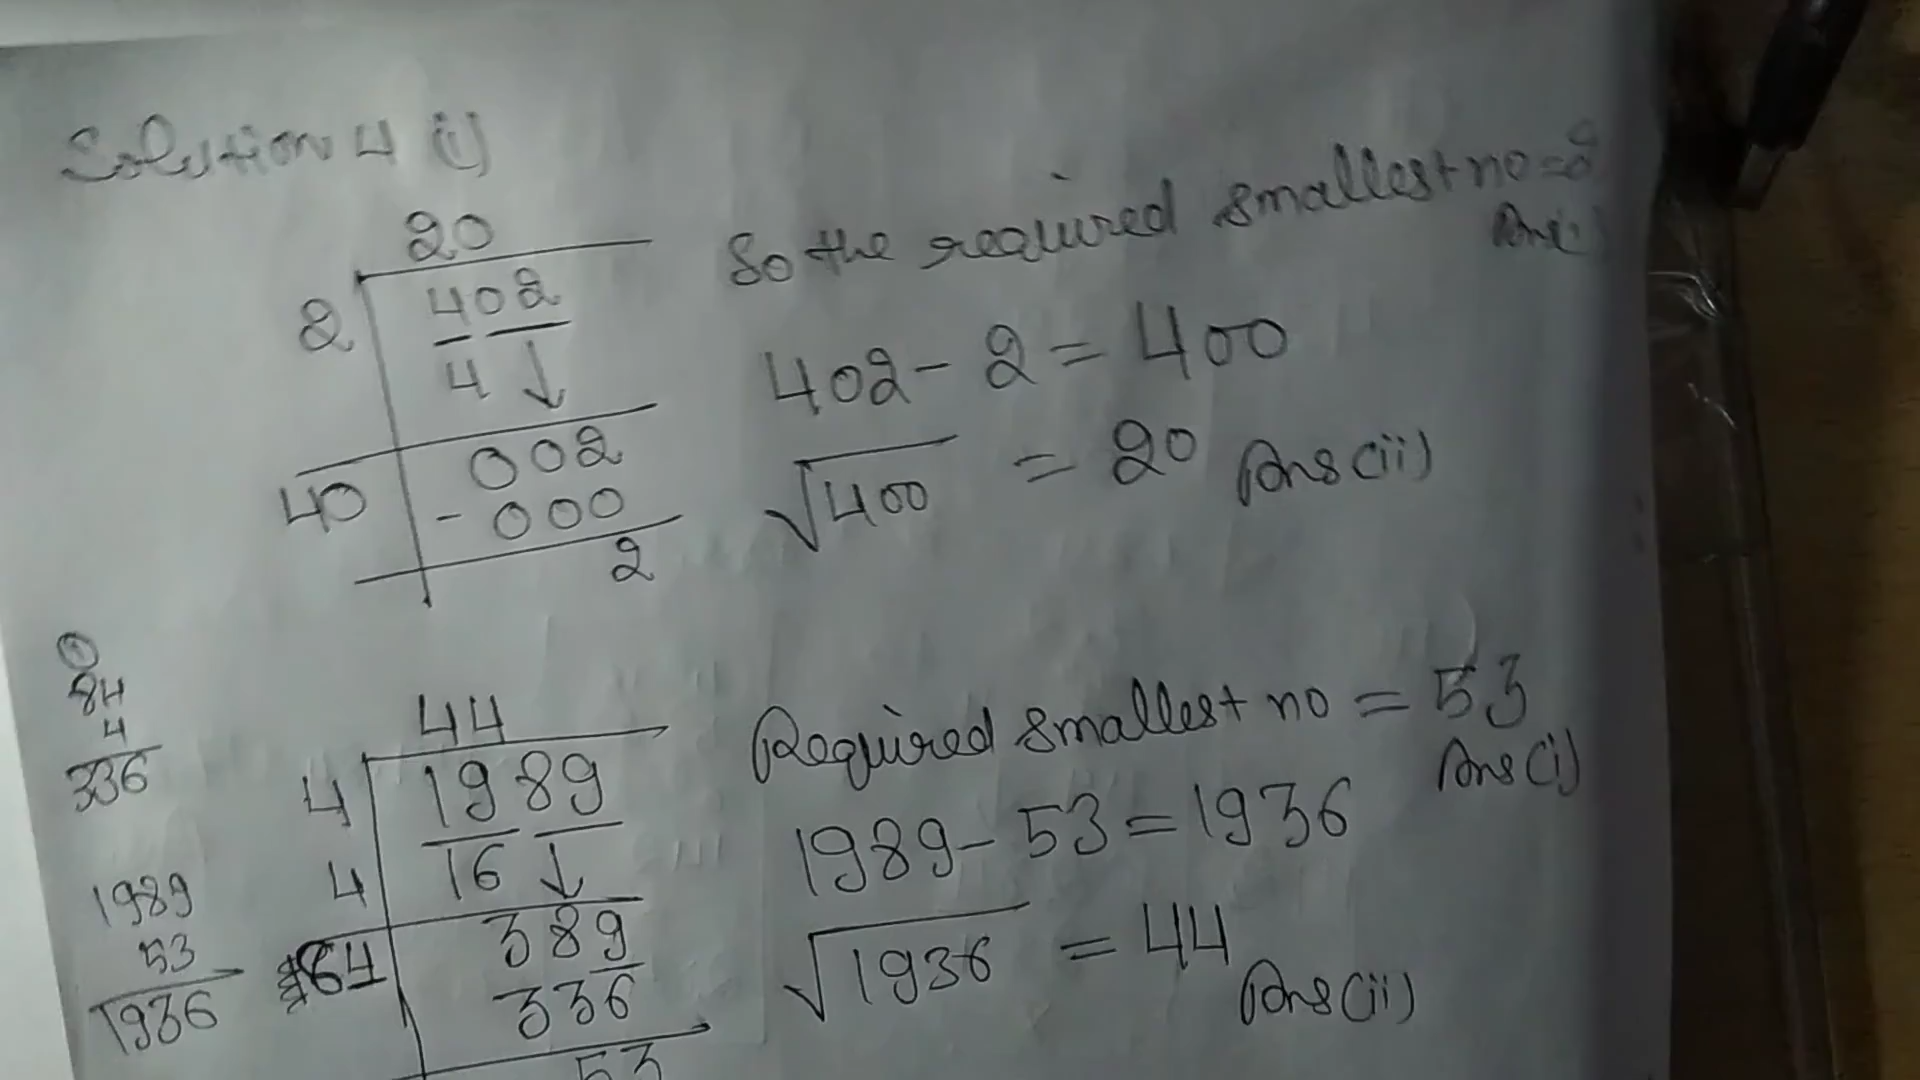 Solution 4 (i)
20
2 402
4 ↓
40 002
- 000
2
So the required smallest no = 2
Ans(i)
402 - 2 = 400
√400 = 20 Ans(ii)
84
4
336
1989
53
1936
44
4 1989
4 16 ↓
84 389
336
53
Required smallest no = 53
Ans(i)
1989 - 53 = 1936
√1936 = 44
Ans(ii)